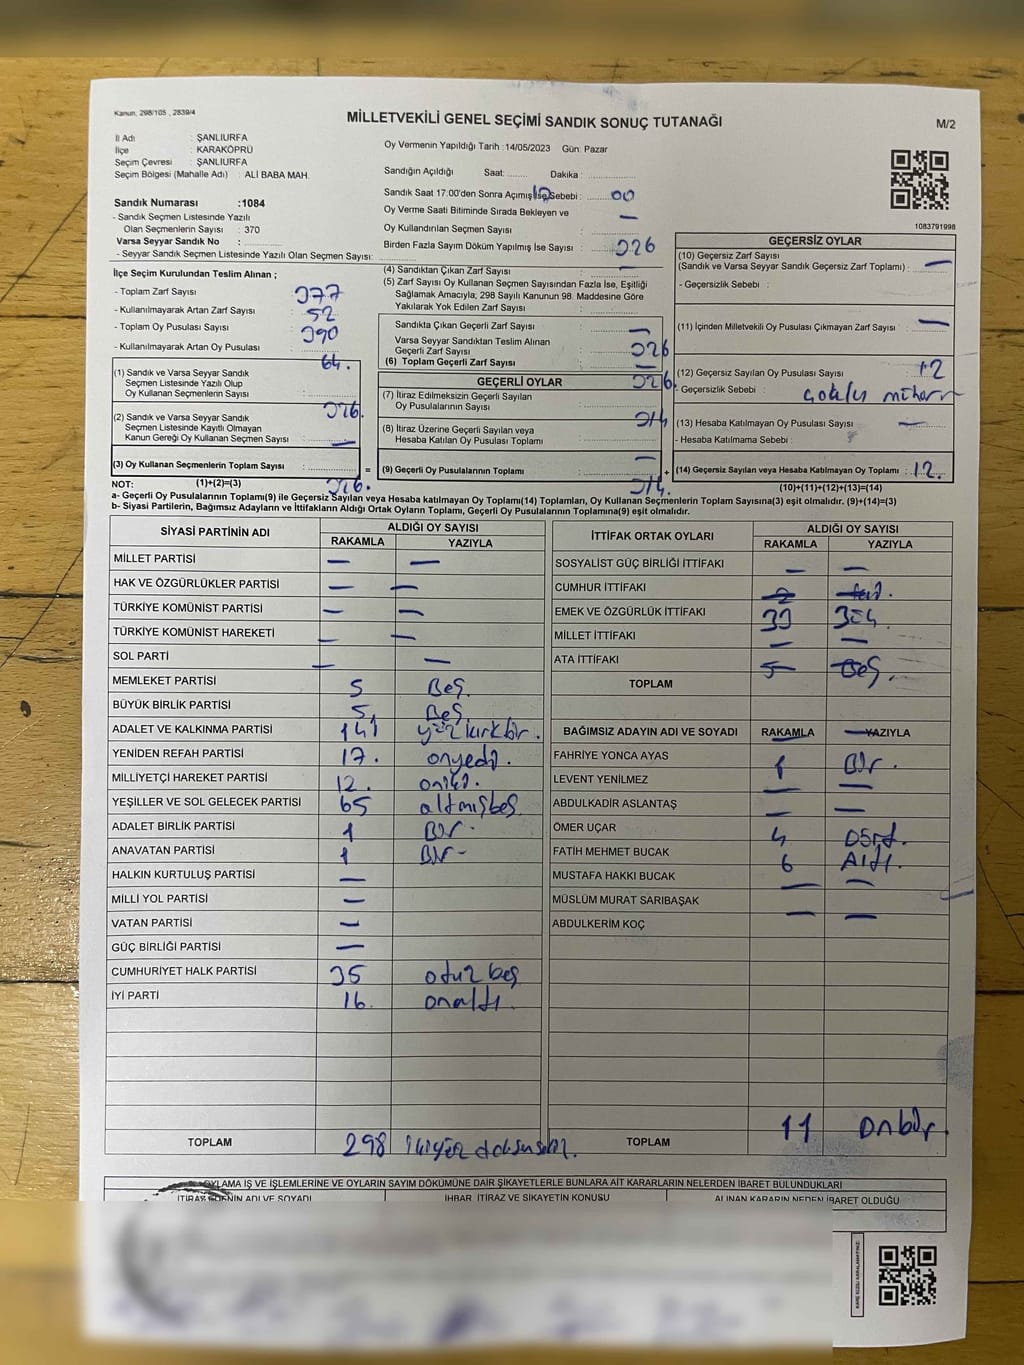 Kanun: 298/105 , 2839/4
MİLLETVEKİLİ GENEL SEÇİMİ SANDIK SONUÇ TUTANAĞI
M/2
İl Adı : ŞANLIURFA
İlçe : KARAKÖPRÜ
Seçim Çevresi : ŞANLIURFA
Seçim Bölgesi (Mahalle Adı) : ALİ BABA MAH.
Sandık Numarası :1084
- Sandık Seçmen Listesinde Yazılı
Olan Seçmenlerin Sayısı : 370
Varsa Seyyar Sandık No :
- Seyyar Sandık Seçmen Listesinde Yazılı Olan Seçmen Sayısı:
Oy Vermenin Yapıldığı Tarih :14/05/2023 Gün: Pazar
Sandığın Açıldığı Saat: Dakika :
Sandık Saat 17:00'den Sonra Açılmış İse Sebebi : 00
Oy Verme Saati Bitiminde Sırada Bekleyen ve
Oy Kullandırılan Seçmen Sayısı —
Birden Fazla Sayım Döküm Yapılmış İse Sayısı : 326
1083791998
İlçe Seçim Kurulundan Teslim Alınan ;
- Toplam Zarf Sayısı : 377
- Kullanılmayarak Artan Zarf Sayısı : 52
- Toplam Oy Pusulası Sayısı : 390
- Kullanılmayarak Artan Oy Pusulası : 64.
(1) Sandık ve Varsa Seyyar Sandık
Seçmen Listesinde Yazılı Olup
Oy Kullanan Seçmenlerin Sayısı : 326.
(2) Sandık ve Varsa Seyyar Sandık
Seçmen Listesinde Kayıtlı Olmayan
Kanun Gereği Oy Kullanan Seçmen Sayısı : —
(3) Oy Kullanan Seçmenlerin Toplam Sayısı :
(1)+(2)=(3) 326.
(4) Sandıktan Çıkan Zarf Sayısı : —
(5) Zarf Sayısı Oy Kullanan Seçmen Sayısından Fazla İse, Eşitliği
Sağlamak Amacıyla; 298 Sayılı Kanunun 98. Maddesine Göre
Yakılarak Yok Edilen Zarf Sayısı :
Sandıkta Çıkan Geçerli Zarf Sayısı : —
Varsa Seyyar Sandıktan Teslim Alınan
Geçerli Zarf Sayısı : 326
(6) Toplam Geçerli Zarf Sayısı : —
GEÇERLİ OYLAR 326.
(7) İtiraz Edilmeksizin Geçerli Sayılan
Oy Pusulalarının Sayısı : 314
(8) İtiraz Üzerine Geçerli Sayılan veya
Hesaba Katılan Oy Pusulası Toplamı : —
= (9) Geçerli Oy Pusulalarının Toplamı : +
314.
GEÇERSİZ OYLAR
(10) Geçersiz Zarf Sayısı
(Sandık ve Varsa Seyyar Sandık Geçersiz Zarf Toplamı) : —
- Geçersizlik Sebebi :
(11) İçinden Milletvekili Oy Pusulası Çıkmayan Zarf Sayısı : —
(12) Geçersiz Sayılan Oy Pusulası Sayısı : 12
- Geçersizlik Sebebi :
(13) Hesaba Katılmayan Oy Pusulası Sayısı : —
- Hesaba Katılmama Sebebi :
(14) Geçersiz Sayılan veya Hesaba Katılmayan Oy Toplamı : 12.
(10)+(11)+(12)+(13)=(14)
NOT:
a- Geçerli Oy Pusulalarının Toplamı(9) ile Geçersiz Sayılan veya Hesaba katılmayan Oy Toplamı(14) Toplamları, Oy Kullanan Seçmenlerin Toplam Sayısına(3) eşit olmalıdır. (9)+(14)=(3)
b- Siyasi Partilerin, Bağımsız Adayların ve İttifakların Aldığı Ortak Oyların Toplamı, Geçerli Oy Pusulalarının Toplamına(9) eşit olmalıdır.
SİYASİ PARTİNİN ADI ALDIĞI OY SAYISI
RAKAMLA YAZIYLA
MİLLET PARTİSİ — —
HAK VE ÖZGÜRLÜKLER PARTİSİ — —
TÜRKİYE KOMÜNİST PARTİSİ — —
TÜRKİYE KOMÜNİST HAREKETİ — —
SOL PARTİ — —
MEMLEKET PARTİSİ 5 Beş.
BÜYÜK BİRLİK PARTİSİ 5 Beş
ADALET VE KALKINMA PARTİSİ 141 yüzkırkbir.
YENİDEN REFAH PARTİSİ 17. onyedi.
MİLLİYETÇİ HAREKET PARTİSİ 12. oniki.
YEŞİLLER VE SOL GELECEK PARTİSİ 65 altmışbeş
ADALET BİRLİK PARTİSİ 1 Bir.
ANAVATAN PARTİSİ 1 Bir-
HALKIN KURTULUŞ PARTİSİ —
MİLLİ YOL PARTİSİ —
VATAN PARTİSİ —
GÜÇ BİRLİĞİ PARTİSİ —
CUMHURİYET HALK PARTİSİ 35 otuz beş
İYİ PARTİ 16. onaltı.
TOPLAM 298 ikiyüz doksansekiz.
İTTİFAK ORTAK OYLARI ALDIĞI OY SAYISI
RAKAMLA YAZIYLA
SOSYALİST GÜÇ BİRLİĞİ İTTİFAKI — —
CUMHUR İTTİFAKI 2
EMEK VE ÖZGÜRLÜK İTTİFAKI
MİLLET İTTİFAKI — —
ATA İTTİFAKI 5 Beş.
TOPLAM
BAĞIMSIZ ADAYIN ADI VE SOYADI RAKAMLA YAZIYLA
FAHRİYE YONCA AYAS 1 Bir.
LEVENT YENİLMEZ — —
ABDULKADİR ASLANTAŞ — —
ÖMER UÇAR 4 Dört.
FATİH MEHMET BUCAK 6 Altı.
MUSTAFA HAKKI BUCAK — —
MÜSLÜM MURAT SARIBAŞAK — —
ABDULKERİM KOÇ
TOPLAM 11 onbir.
OYLAMA İŞ VE İŞLEMLERİNE VE OYLARIN SAYIM DÖKÜMÜNE DAİR ŞİKAYETLERLE BUNLARA AİT KARARLARIN NELERDEN İBARET BULUNDUKLARI
İTİRAZ EDENİN ADI VE SOYADI İHBAR İTİRAZ VE ŞİKAYETİN KONUSU ALINAN KARARIN NEDEN İBARET OLDUĞU